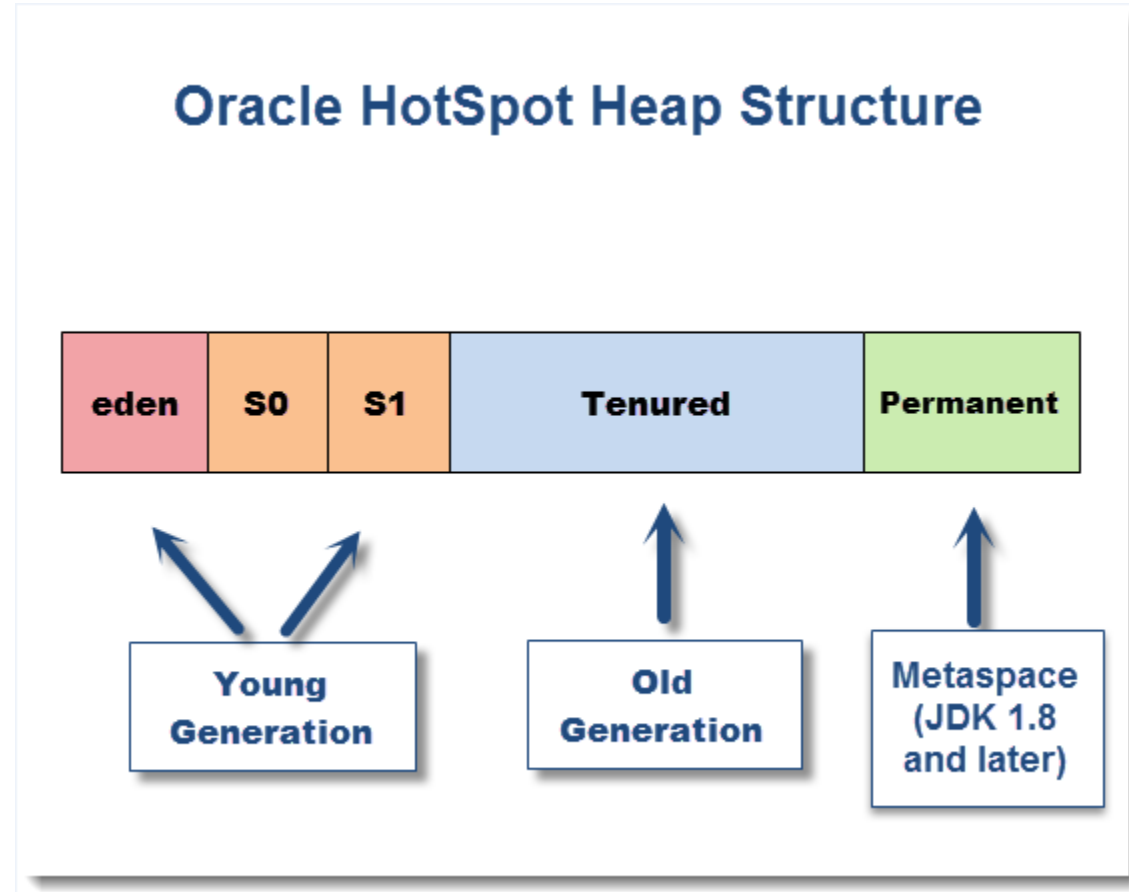 Oracle HotSpot Heap Structure
eden
S0
S1
Tenured
Permanent
Young
Generation
Old
Generation
Metaspace
(JDK 1.8
and later)